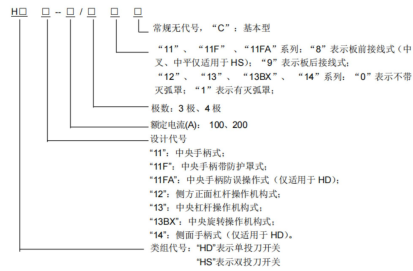 H□ □--□/□ □ □
常规无代号，“C”：基本型
“11”、“11F” 、“11FA”系列：“8”表示板前接线式（中
叉、中平仅适用于 HS）；“9”表示板后接线式；
“12”、 “13”、“13BX”、 “14”系列：“0”表示不带
灭弧罩；“1”表示有灭弧罩；
极数：3 极、4极
额定电流(A)： 100、200
设计代号
“11”：中央手柄式；
“11F”：中央手柄带防护罩式；
“11FA”：中央手柄防误操作式（仅适用于 HD）；
“12”：侧方正面杠杆操作机构式；
“13”：中央杠杆操作机构式；
“13BX”：中央旋转操作机构式；
“14”：侧面手柄式（仅适用于 HD）。
类组代号：“HD”表示单投刀开关
“HS”表示双投刀开关